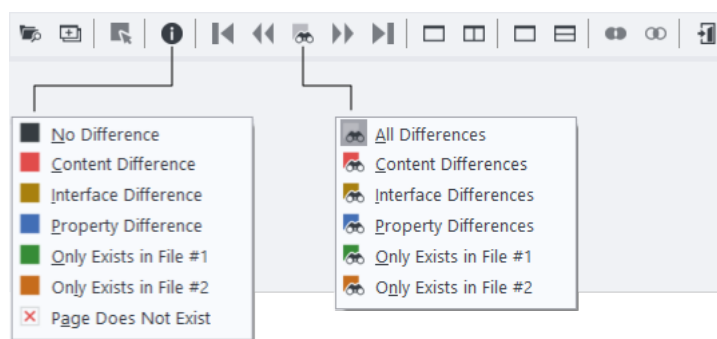 No Difference
Content Difference
Interface Difference
Property Difference
Only Exists in File #1
Only Exists in File #2
Page Does Not Exist
All Differences
Content Differences
Interface Differences
Property Differences
Only Exists in File #1
Only Exists in File #2